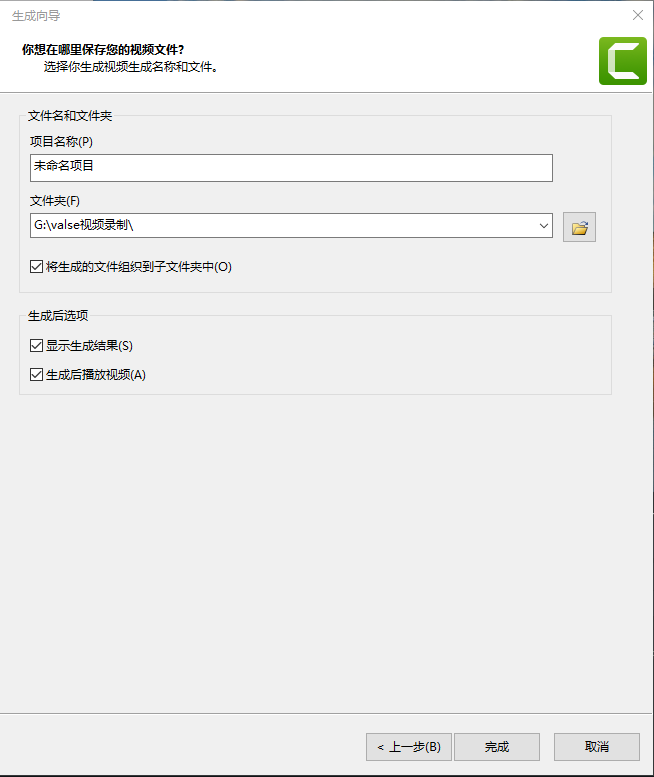 生成向导
你想在哪里保存您的视频文件?
选择你生成视频生成名称和文件。
文件名和文件夹
项目名称(P)
未命名项目
文件夹(F)
G:\valse视频录制\
将生成的文件组织到子文件夹中(O)
生成后选项
显示生成结果(S)
生成后播放视频(A)
< 上一步(B)
完成
取消